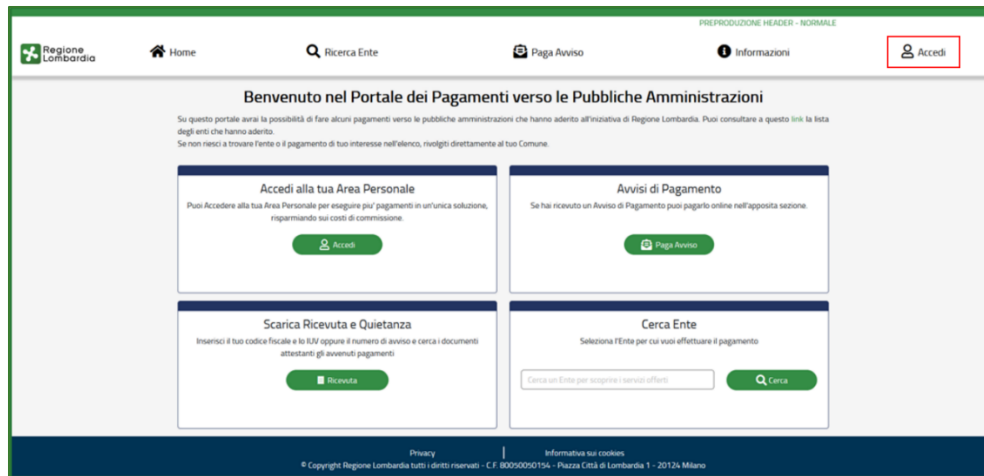 PREPRODUZIONE HEADER - NORMALE
Regione
Lombardia
Home
Ricerca Ente
Paga Avviso
Informazioni
Accedi
Benvenuto nel Portale dei Pagamenti verso le Pubbliche Amministrazioni
Su questo portale avrai la possibilità di fare alcuni pagamenti verso le pubbliche amministrazioni che hanno aderito all'iniziativa di Regione Lombardia. Puoi consultare a questo link la lista
degli enti che hanno aderito.
Se non riesci a trovare l'ente o il pagamento di tuo interesse nell'elenco, rivolgiti direttamente al tuo Comune.
Accedi alla tua Area Personale
Puoi Accedere alla tua Area Personale per eseguire piu' pagamenti in un'unica soluzione,
risparmiando sui costi di commissione.
Accedi
Avvisi di Pagamento
Se hai ricevuto un Avviso di Pagamento puoi pagarlo online nell'apposita sezione.
Paga Avviso
Scarica Ricevuta e Quietanza
Inserisci il tuo codice fiscale e lo IUV oppure il numero di avviso e cerca i documenti
attestanti gli avvenuti pagamenti
Ricevuta
Cerca Ente
Seleziona l'Ente per cui vuoi effettuare il pagamento
Cerca un Ente per scoprire i servizi offerti
Cerca
Privacy
Informativa sui cookies
© Copyright Regione Lombardia tutti i diritti riservati - C.F. 80050050154 - Piazza Città di Lombardia 1 - 20124 Milano